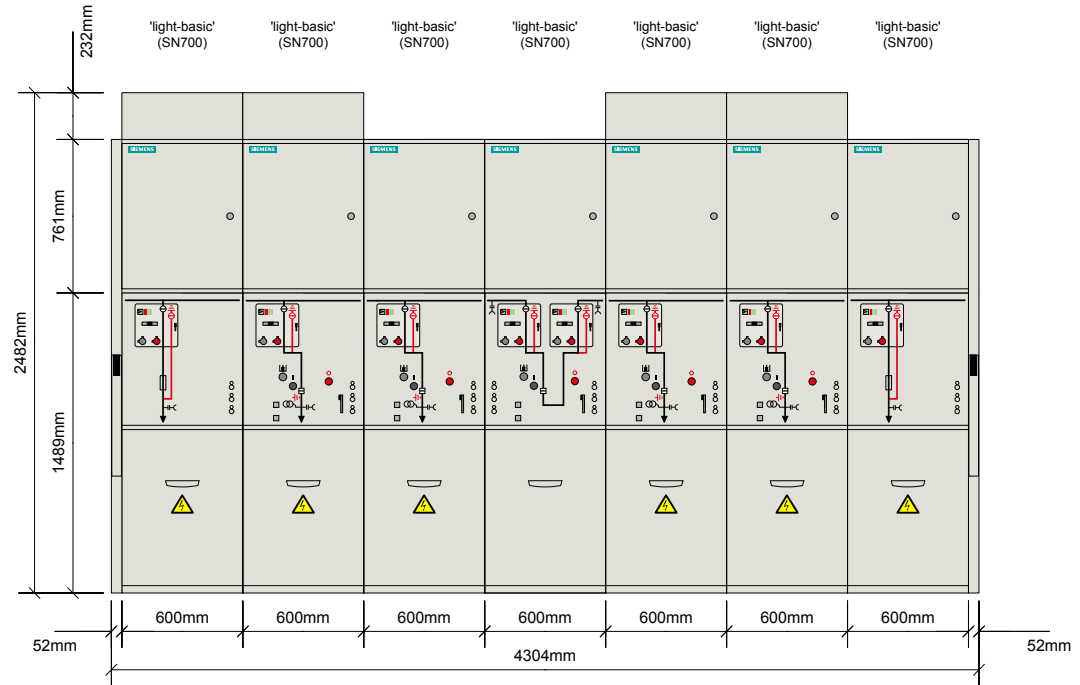 'light-basic'
(SN700)
'light-basic'
(SN700)
'light-basic'
(SN700)
'light-basic'
(SN700)
'light-basic'
(SN700)
'light-basic'
(SN700)
'light-basic'
(SN700)
232mm
SIEMENS
SIEMENS
SIEMENS
SIEMENS
SIEMENS
SIEMENS
SIEMENS
761mm
2482mm
1489mm
600mm
600mm
600mm
600mm
600mm
600mm
600mm
52mm
52mm
4304mm